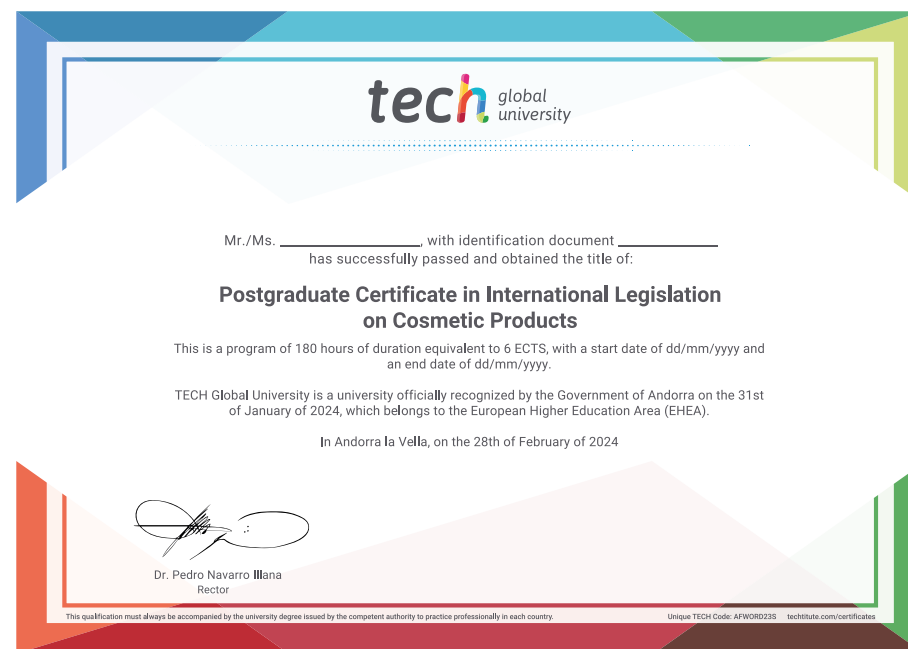 tech global university
Mr./Ms. ____________, with identification document ____________
has successfully passed and obtained the title of:
Postgraduate Certificate in International Legislation
on Cosmetic Products
This is a program of 180 hours of duration equivalent to 6 ECTS, with a start date of dd/mm/yyyy and
an end date of dd/mm/yyyy.
TECH Global University is a university officially recognized by the Government of Andorra on the 31st
of January of 2024, which belongs to the European Higher Education Area (EHEA).
In Andorra la Vella, on the 28th of February of 2024
Dr. Pedro Navarro Illana
Rector
This qualification must always be accompanied by the university degree issued by the competent authority to practice professionally in each country.
Unique TECH Code: AFWORD23S techtitute.com/certificates